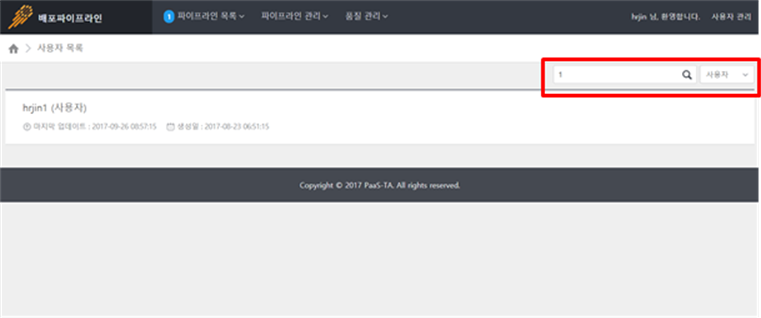 배포파이프라인
1 파이프라인 목록 파이프라인 관리 품질 관리 hrjin 님, 환영합니다. 사용자 관리
사용자 목록
1 사용자
hrjin1 (사용자)
마지막 업데이트 : 2017-09-26 08:57:15 생성일 : 2017-08-23 06:51:15
Copyright © 2017 PaaS-TA. All rights reserved.